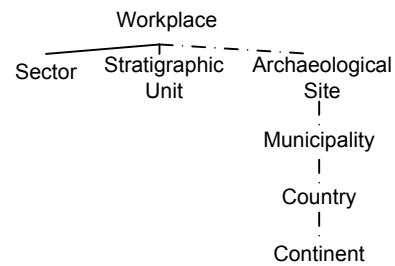 Workplace
Sector
Stratigraphic
Unit
Archaeological
Site
Municipality
Country
Continent